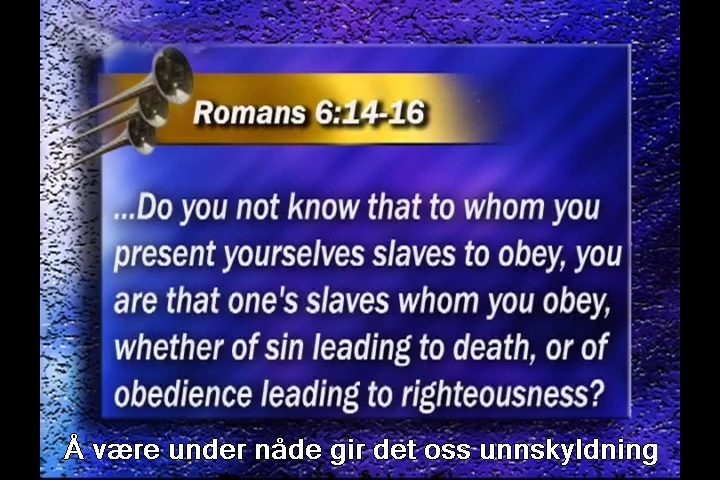 Romans 6:14-16
...Do you not know that to whom you
present yourselves slaves to obey, you
are that one's slaves whom you obey,
whether of sin leading to death, or of
obedience leading to righteousness?
Å være under nåde gir det oss unnskyldning